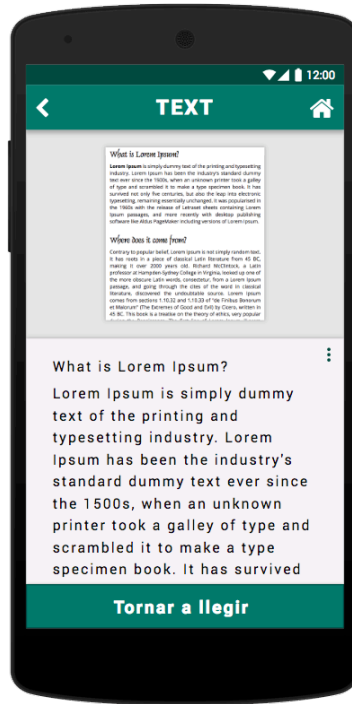 12:00
TEXT
What is Lorem Ipsum?
Lorem Ipsum is simply dummy text of the printing and typesetting
industry. Lorem Ipsum has been the industry's standard dummy
text ever since the 1500s, when an unknown printer took a galley
of type and scrambled it to make a type specimen book. It has
survived not only five centuries, but also the leap into electronic
typesetting, remaining essentially unchanged. It was popularised in
the 1960s with the release of Letraset sheets containing Lorem
Ipsum passages, and more recently with desktop publishing
software like Aldus PageMaker including versions of Lorem Ipsum.
Where does it come from?
Contrary to popular belief, Lorem Ipsum is not simply random text.
It has roots in a piece of classical Latin literature from 45 BC,
making it over 2000 years old. Richard McClintock, a Latin
professor at Hampden-Sydney College in Virginia, looked up one of
the more obscure Latin words, consectetur, from a Lorem Ipsum
passage, and going through the cites of the word in classical
literature, discovered the undoubtable source. Lorem Ipsum
comes from sections 1.10.32 and 1.10.33 of "de Finibus Bonorum
et Malorum" (The Extremes of Good and Evil) by Cicero, written in
45 BC. This book is a treatise on the theory of ethics, very popular
What is Lorem Ipsum?
Lorem Ipsum is simply dummy
text of the printing and
typesetting industry. Lorem
Ipsum has been the industry's
standard dummy text ever since
the 1500s, when an unknown
printer took a galley of type and
scrambled it to make a type
specimen book. It has survived
Tornar a llegir